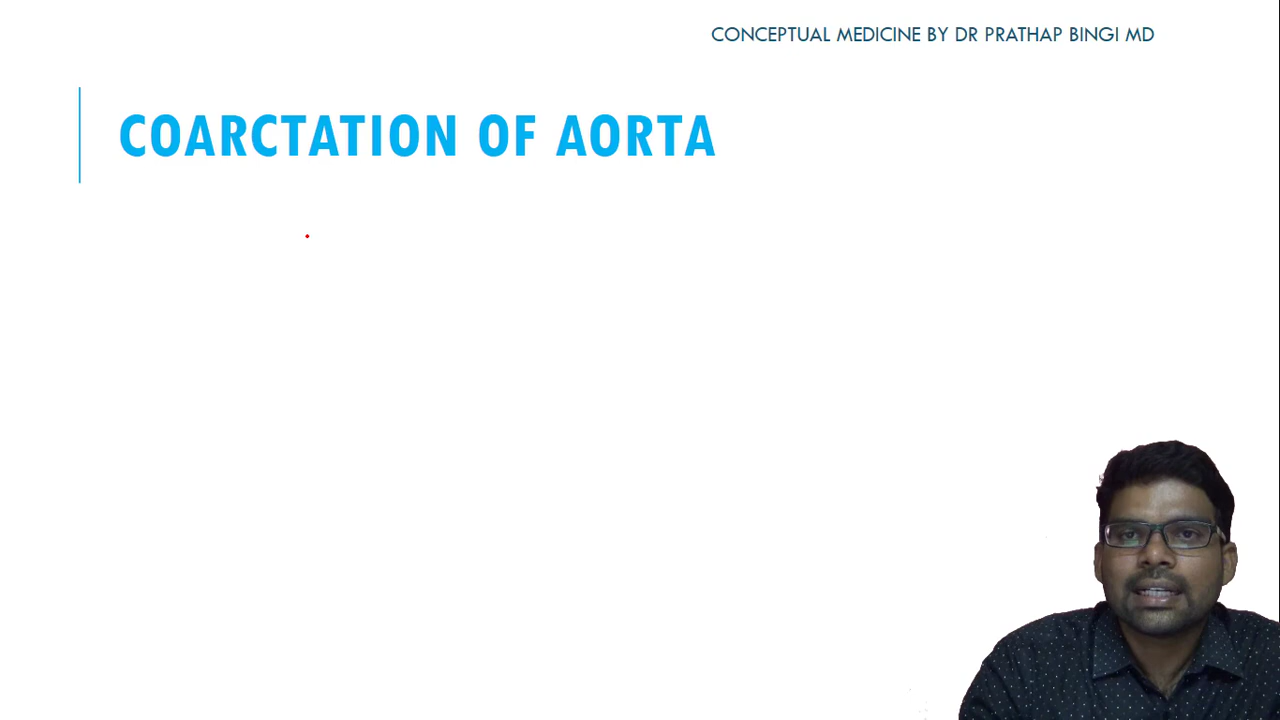 CONCEPTUAL MEDICINE BY DR PRATHAP BINGI MD
COARCTATION OF AORTA